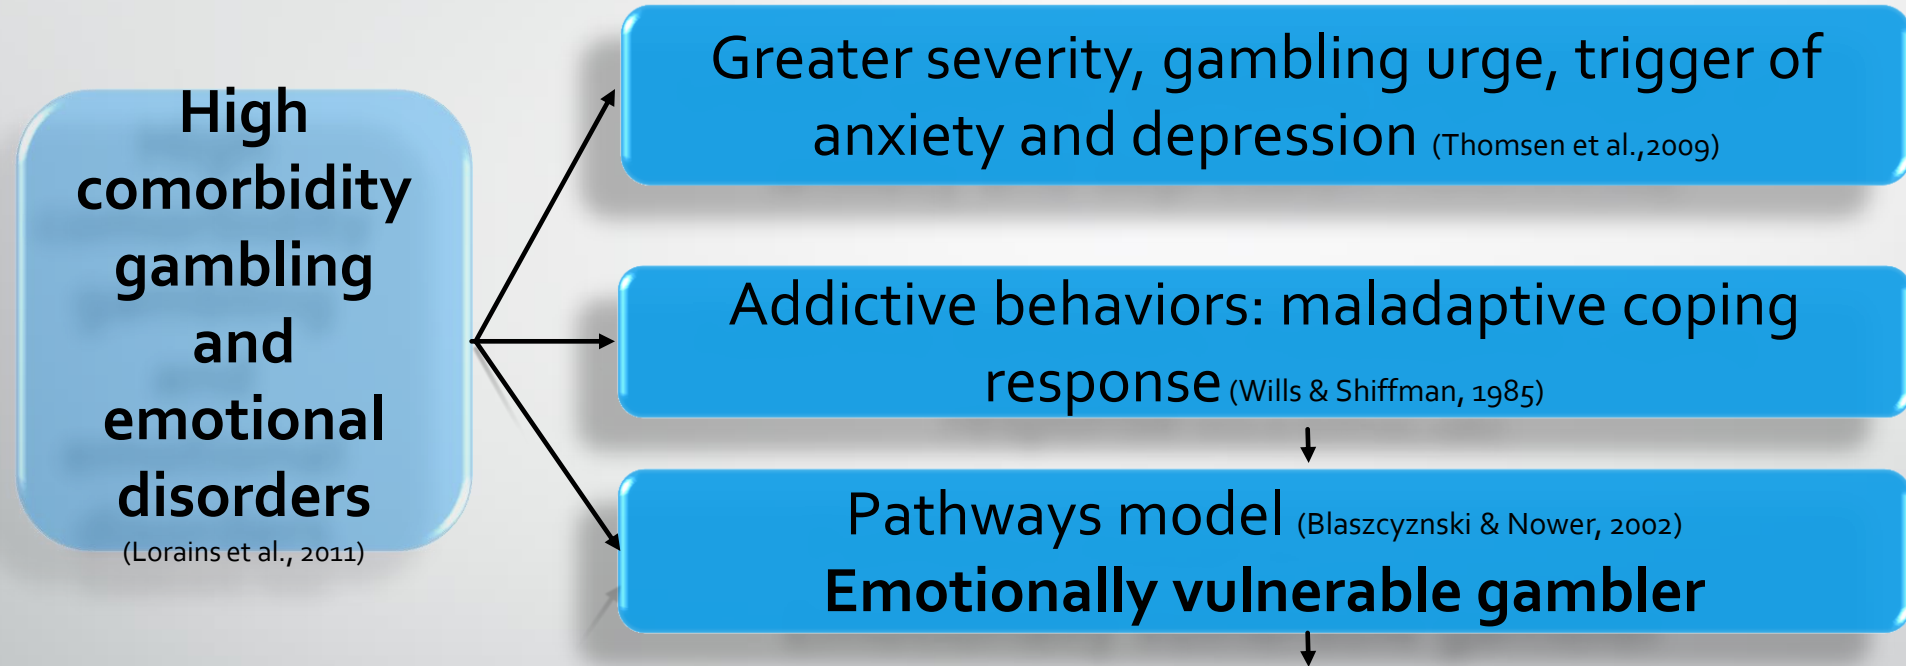 High
comorbidity
gambling
and
emotional
disorders
(Lorains et al., 2011)
Greater severity, gambling urge, trigger of
anxiety and depression (Thomsen et al.,2009)
Addictive behaviors: maladaptive coping
response (Wills & Shiffman, 1985)
Pathways model (Blaszcyznski & Nower, 2002)
Emotionally vulnerable gambler